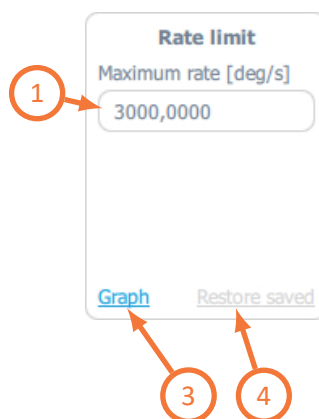 Rate limit
Maximum rate [deg/s]
1
3000,0000
Graph Restore saved
3 4